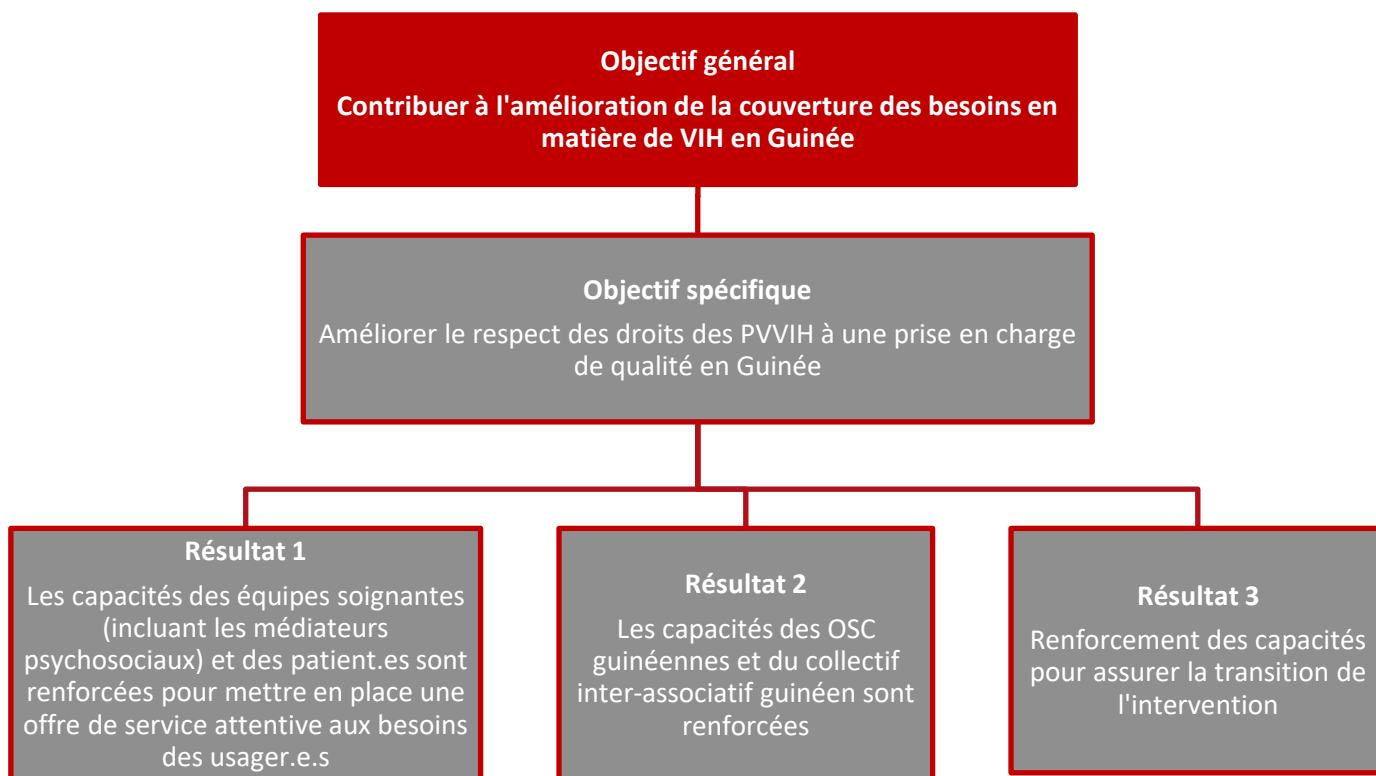 Objectif général
Contribuer à l'amélioration de la couverture des besoins en
matière de VIH en Guinée
Objectif spécifique
Améliorer le respect des droits des PVVIH à une prise en charge
de qualité en Guinée
Résultat 1
Les capacités des équipes soignantes
(incluant les médiateurs
psychosociaux) et des patient.es sont
renforcées pour mettre en place une
offre de service attentive aux besoins
des usager.e.s
Résultat 2
Les capacités des OSC
guinéennes et du collectif
inter-associatif guinéen sont
renforcées
Résultat 3
Renforcement des capacités
pour assurer la transition de
l'intervention